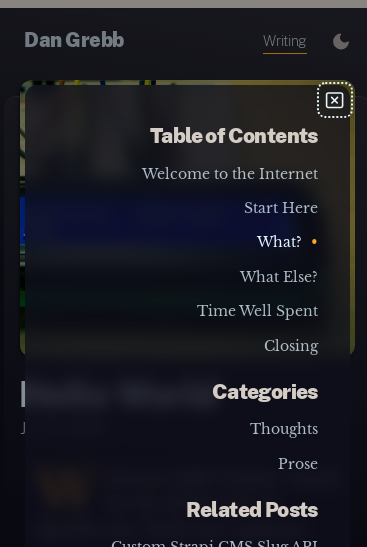 Dan Grebb
Writing
Table of Contents
Welcome to the Internet
Start Here
What?
What Else?
Time Well Spent
Closing
Categories
Thoughts
Prose
Related Posts
Custom Strapi CMS Slug API